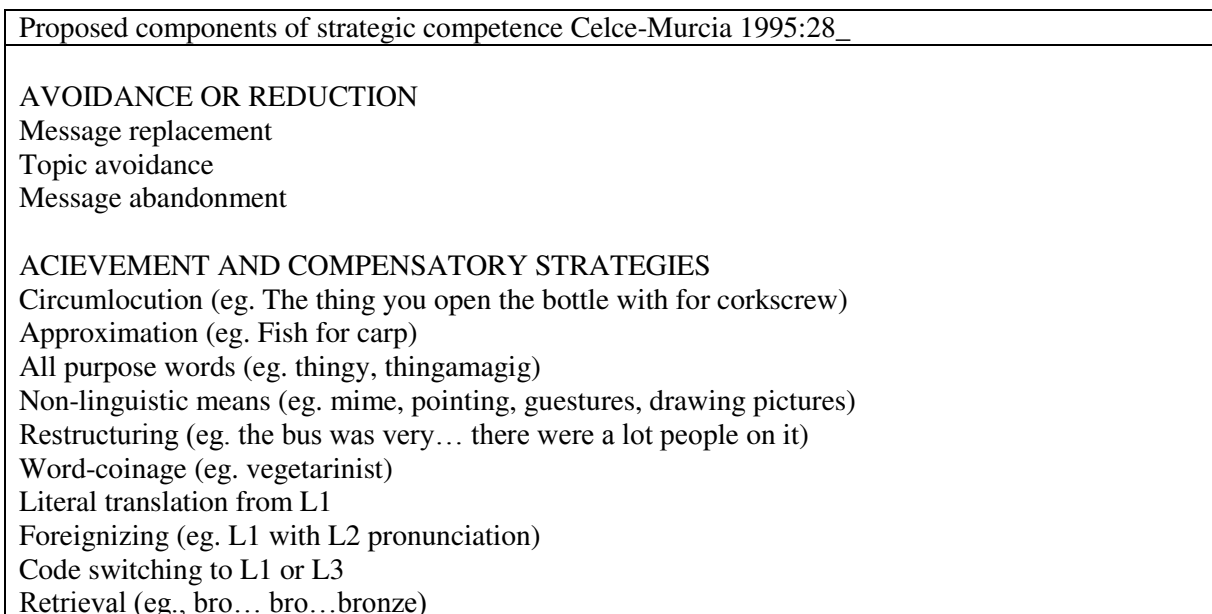 Proposed components of strategic competence Celce-Murcia 1995:28_
AVOIDANCE OR REDUCTION
Message replacement
Topic avoidance
Message abandonment
ACIEVEMENT AND COMPENSATORY STRATEGIES
Circumlocution (eg. The thing you open the bottle with for corkscrew)
Approximation (eg. Fish for carp)
All purpose words (eg. thingy, thingamagig)
Non-linguistic means (eg. mime, pointing, guestures, drawing pictures)
Restructuring (eg. the bus was very… there were a lot people on it)
Word-coinage (eg. vegetarinist)
Literal translation from L1
Foreignizing (eg. L1 with L2 pronunciation)
Code switching to L1 or L3
Retrieval (eg., bro… bro…bronze)